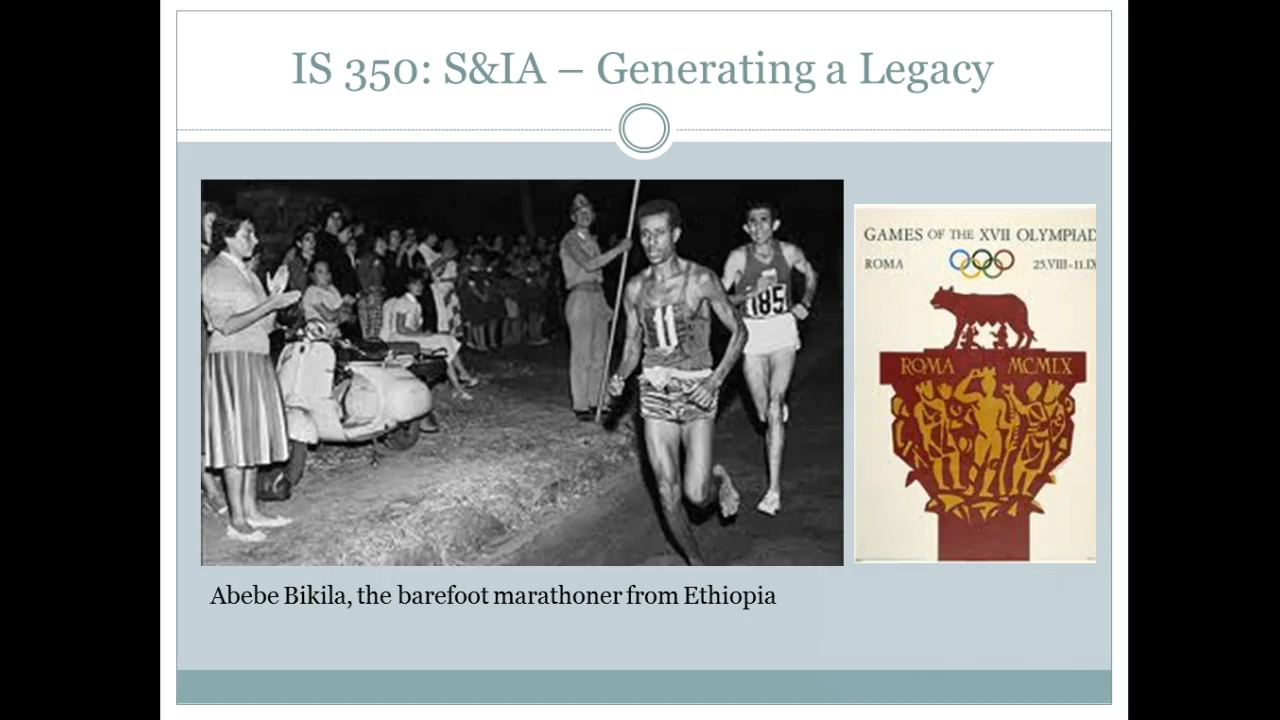 IS 350: S&IA – Generating a Legacy
GAMES OF THE XVII OLYMPIAD
ROMA 25.VIII-11.IX
ROMA MCMLX
185
11
Abebe Bikila, the barefoot marathoner from Ethiopia